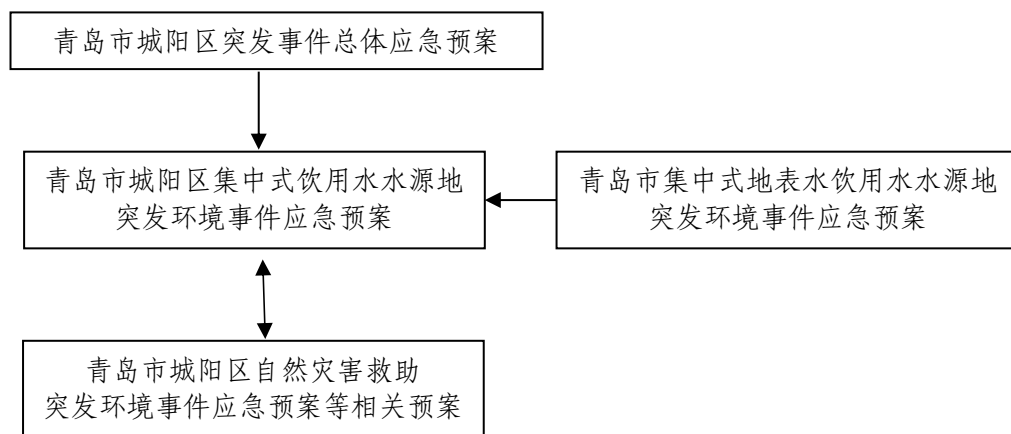 青岛市城阳区突发事件总体应急预案
青岛市城阳区集中式饮用水水源地
突发环境事件应急预案
青岛市集中式地表水饮用水水源地
突发环境事件应急预案
青岛市城阳区自然灾害救助
突发环境事件应急预案等相关预案